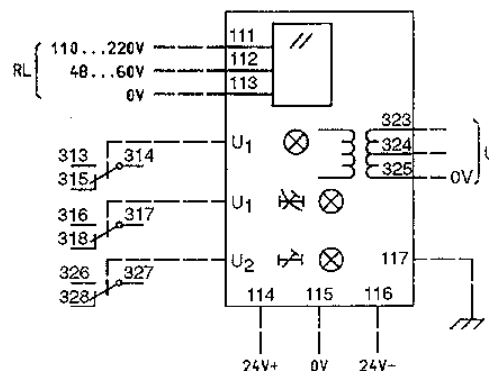 110...220V 111
48...60V 112
RL
0V 113
323
324
325
0V
U
313 314
315
U1
316 317
318
U1
326 327
328
U2
117
114 115 116
24V+ 0V 24V-